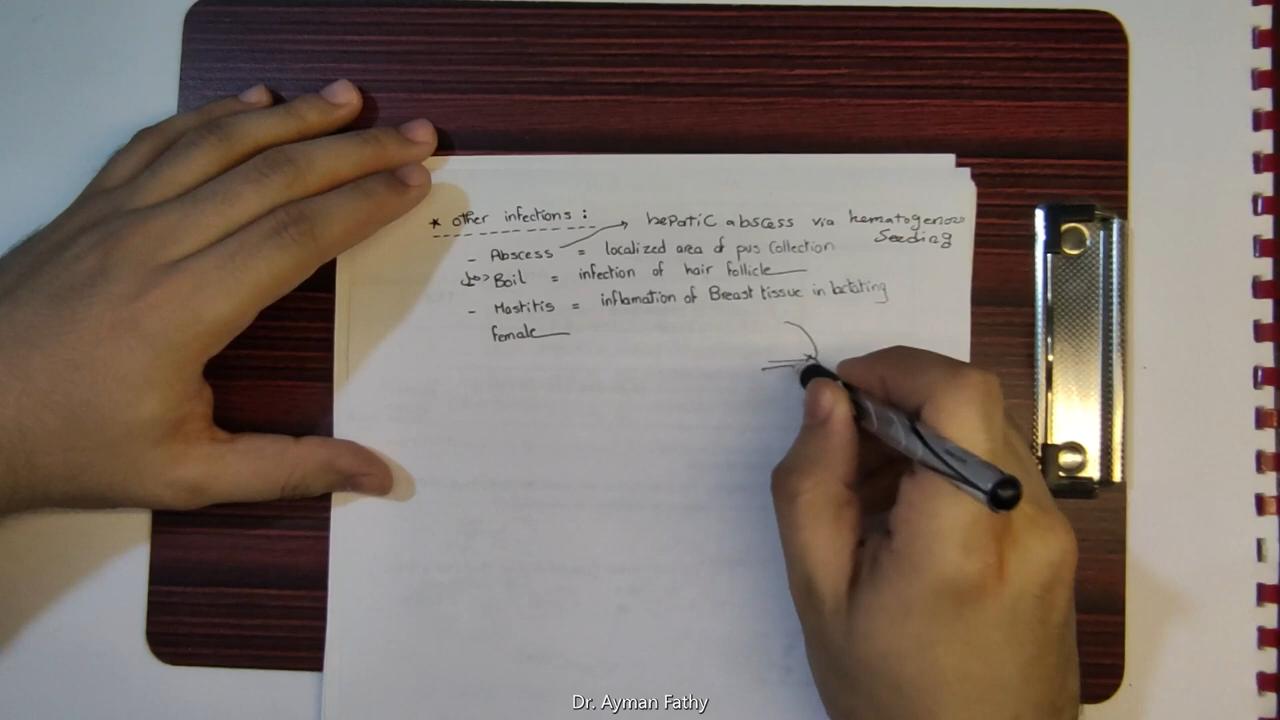 * other infections :
hepatic abscess via hematogenous
Seeding
- Abscess = localized area of pus collection
Boil = infection of hair follicle
- Mastitis = inflamation of Breast tissue in lactating
female
Dr. Ayman Fathy